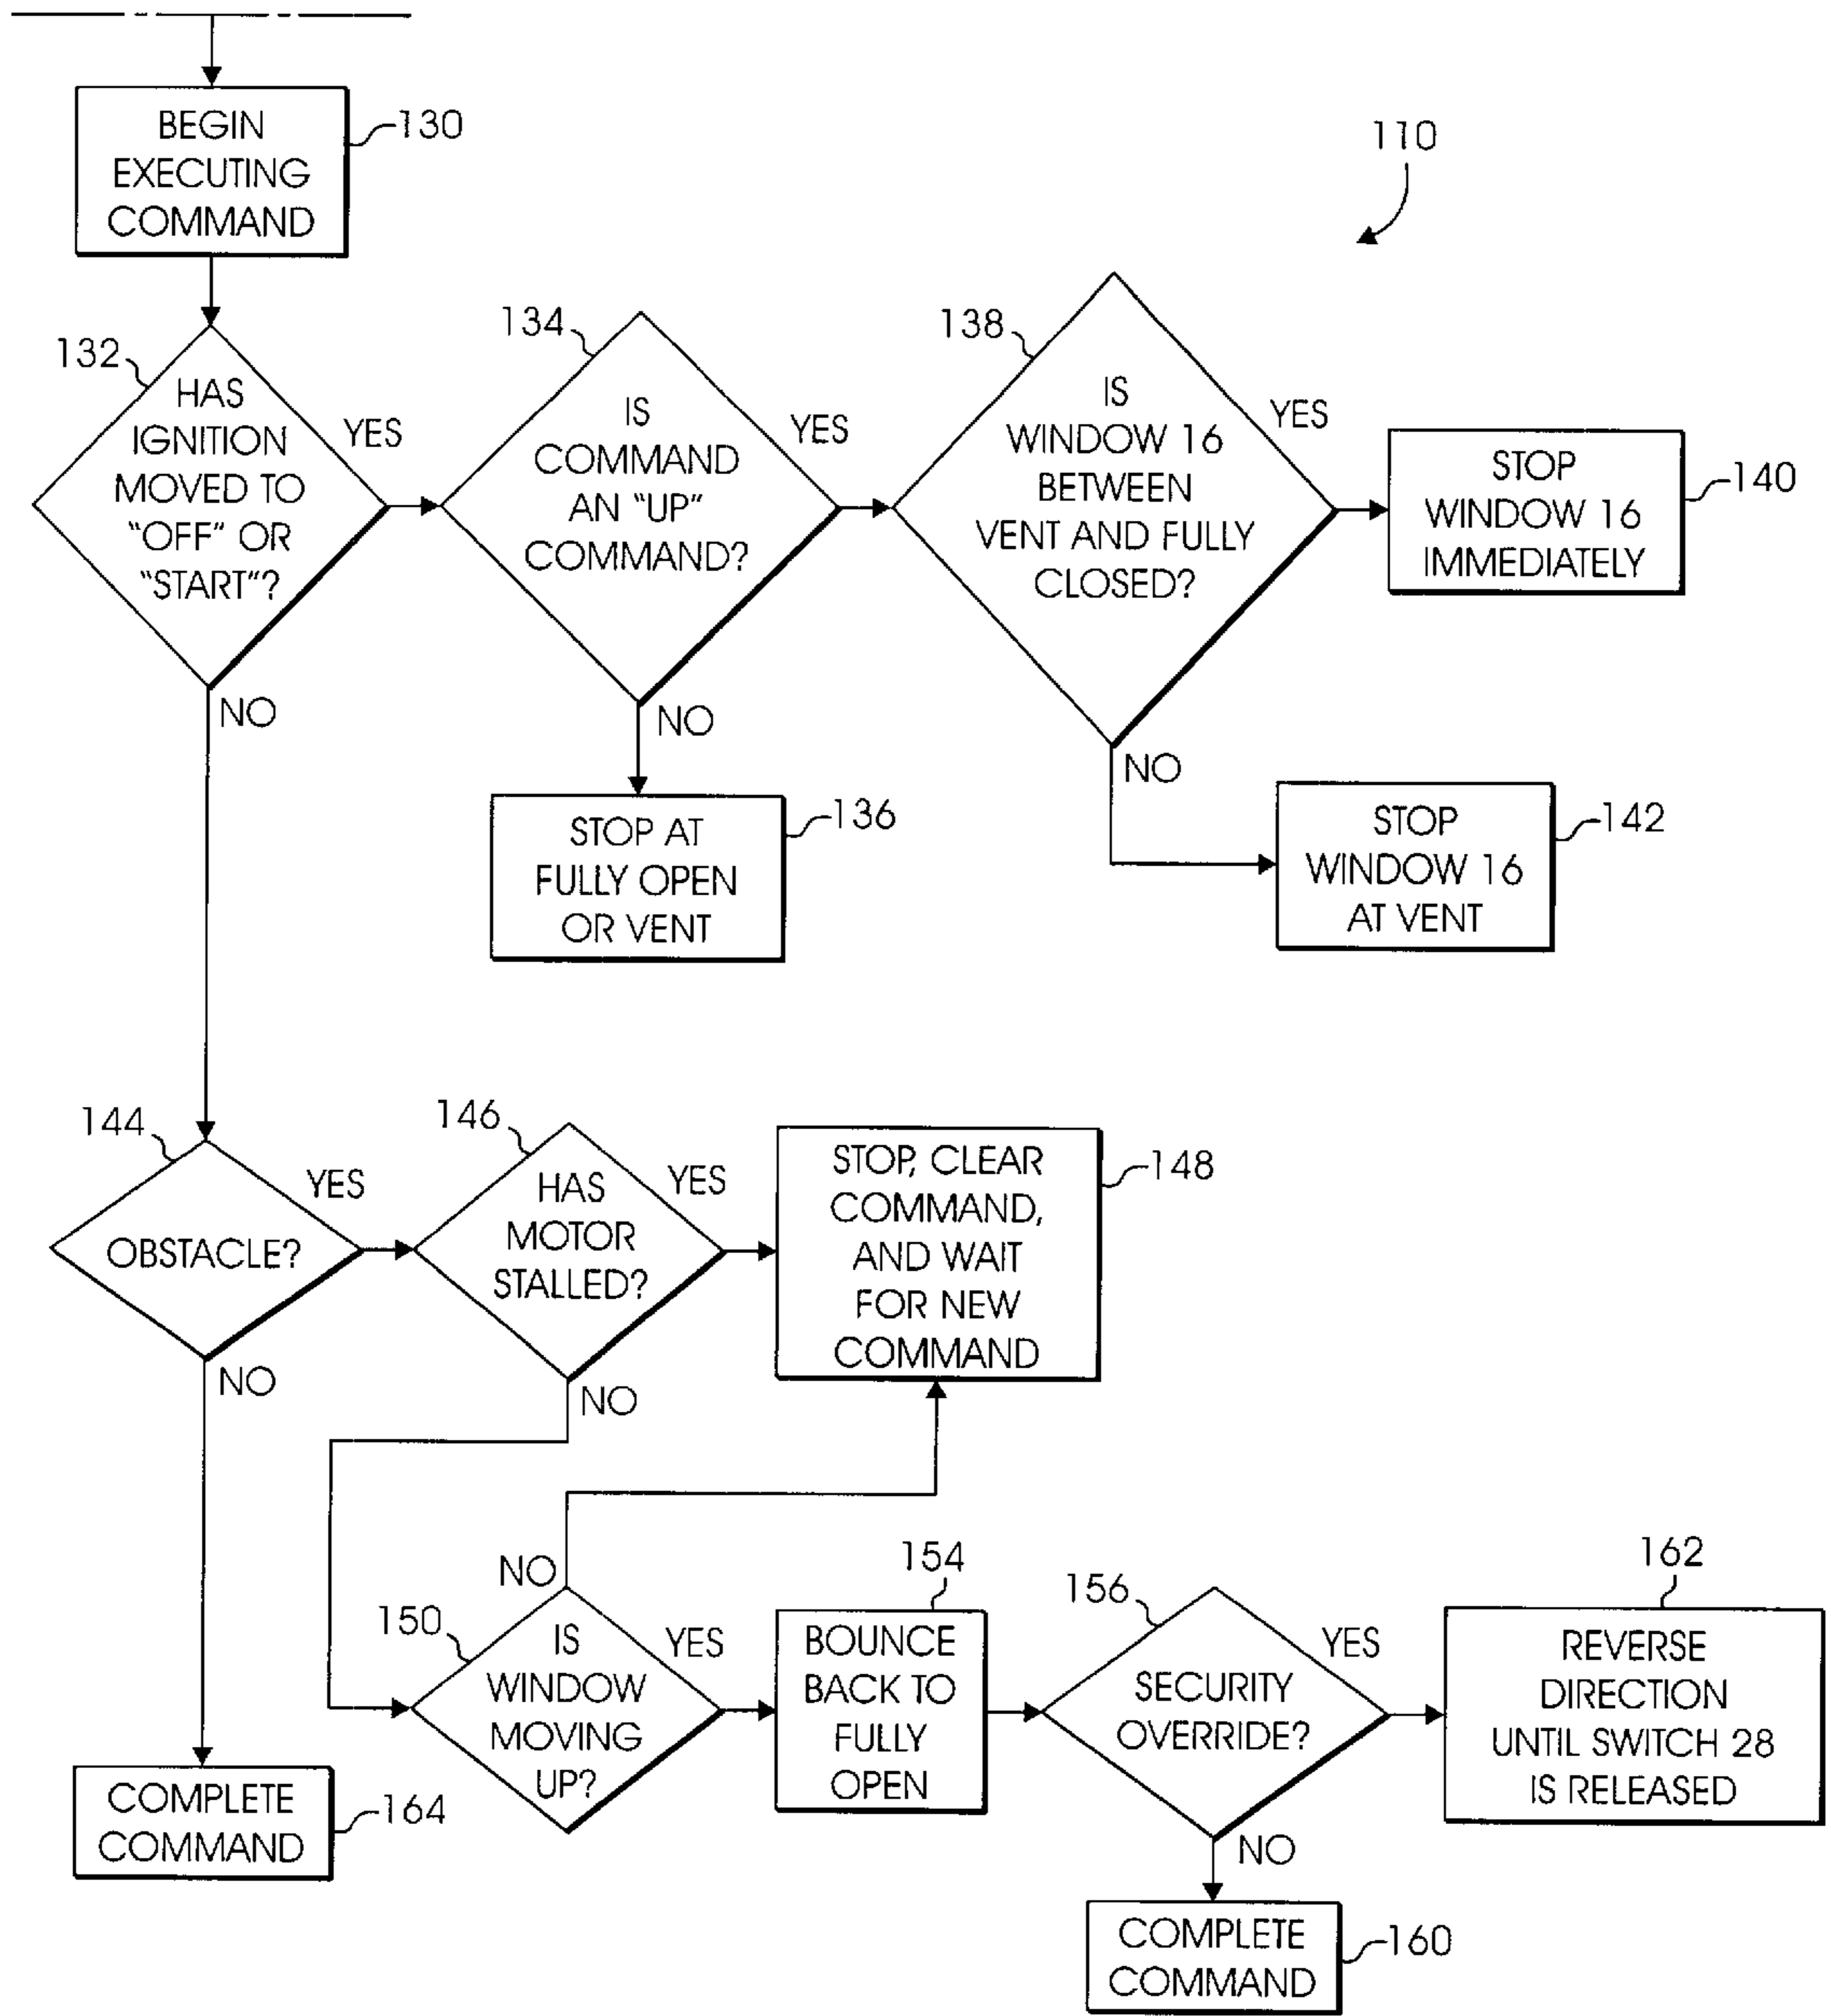 BEGIN
EXECUTING
COMMAND
130
110
132
HAS
IGNITION
MOVED TO
“OFF” OR
“START”?
YES
NO
134
IS
COMMAND
AN “UP”
COMMAND?
YES
NO
138
IS
WINDOW 16
BETWEEN
VENT AND FULLY
CLOSED?
YES
NO
STOP
WINDOW 16
IMMEDIATELY
140
STOP AT
FULLY OPEN
OR VENT
136
STOP
WINDOW 16
AT VENT
142
144
OBSTACLE?
YES
NO
146
HAS
MOTOR
STALLED?
YES
NO
STOP, CLEAR
COMMAND,
AND WAIT
FOR NEW
COMMAND
148
150
NO
IS
WINDOW
MOVING
UP?
YES
154
BOUNCE
BACK TO
FULLY
OPEN
156
SECURITY
OVERRIDE?
YES
NO
162
REVERSE
DIRECTION
UNTIL SWITCH 28
IS RELEASED
COMPLETE
COMMAND
164
COMPLETE
COMMAND
160